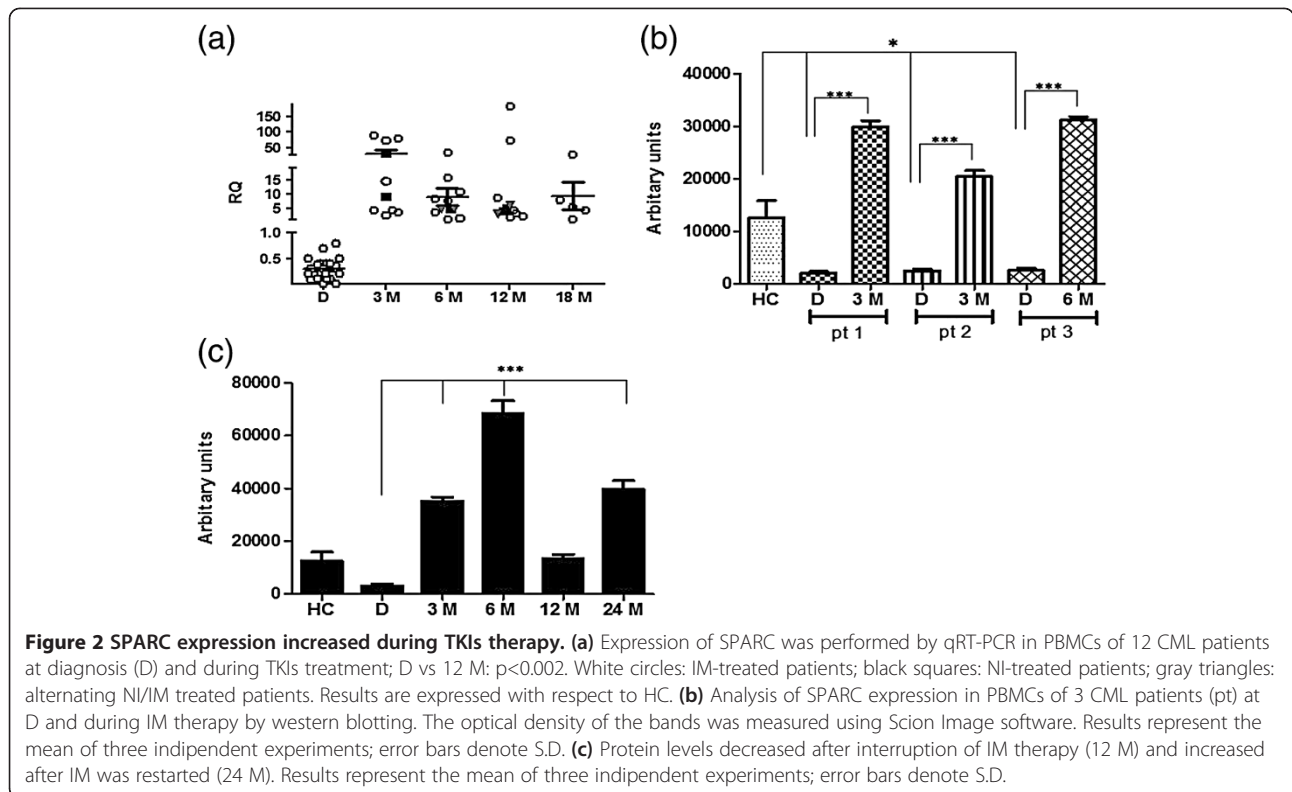 (a)
RQ
150
100
50
15
10
5
1.0
0.5
D 3 M 6 M 12 M 18 M
(b)
Arbitary units
40000
30000
20000
10000
0
*
*** *** ***
HC D 3 M D 3 M D 6 M
pt 1 pt 2 pt 3
(c)
Arbitary units
80000
60000
40000
20000
0
***
HC D 3 M 6 M 12 M 24 M
Figure 2 SPARC expression increased during TKIs therapy. (a) Expression of SPARC was performed by qRT-PCR in PBMCs of 12 CML patients
at diagnosis (D) and during TKIs treatment; D vs 12 M: p<0.002. White circles: IM-treated patients; black squares: NI-treated patients; gray triangles:
alternating NI/IM treated patients. Results are expressed with respect to HC. (b) Analysis of SPARC expression in PBMCs of 3 CML patients (pt) at
D and during IM therapy by western blotting. The optical density of the bands was measured using Scion Image software. Results represent the
mean of three indipendent experiments; error bars denote S.D. (c) Protein levels decreased after interruption of IM therapy (12 M) and increased
after IM was restarted (24 M). Results represent the mean of three indipendent experiments; error bars denote S.D.